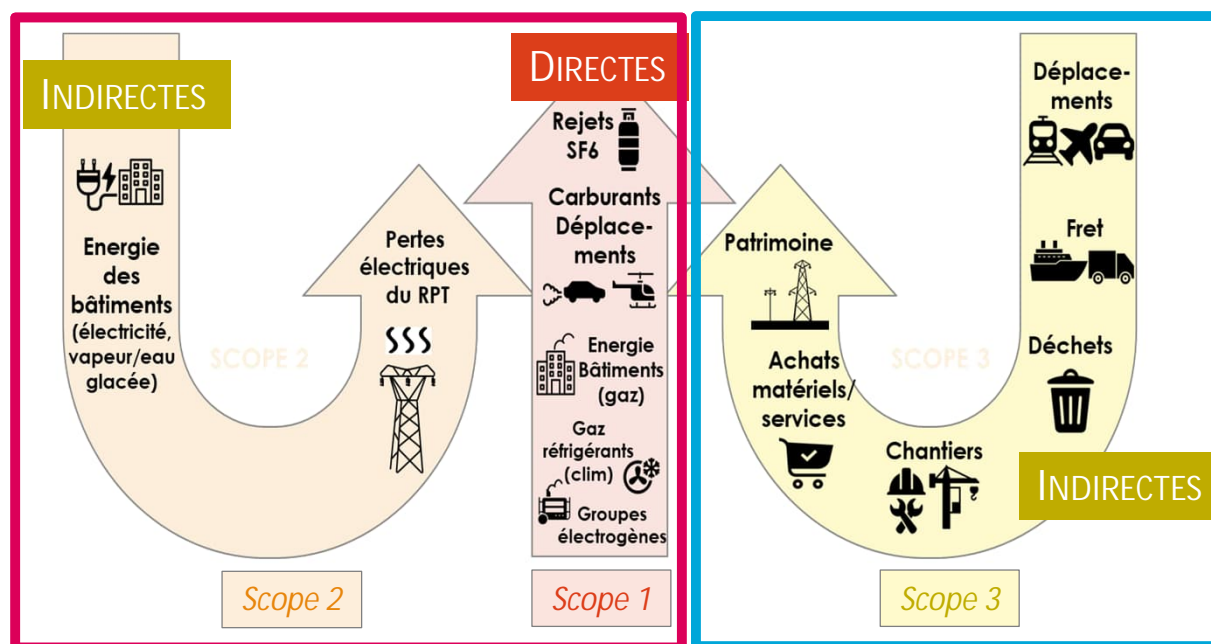 INDIRECTES
Energie
des
bâtiments
(électricité,
vapeur/eau
glacée)
SCOPE 2
Pertes
électriques
du RPT
Scope 2
DIRECTES
Rejets
SF6
Carburants
Déplace-
ments
Energie
Bâtiments
(gaz)
Gaz
réfrigérants
(clim)
Groupes
électrogènes
Scope 1
Patrimoine
Achats
matériels/
services
SCOPE 3
Chantiers
Déplace-
ments
Fret
Déchets
INDIRECTES
Scope 3